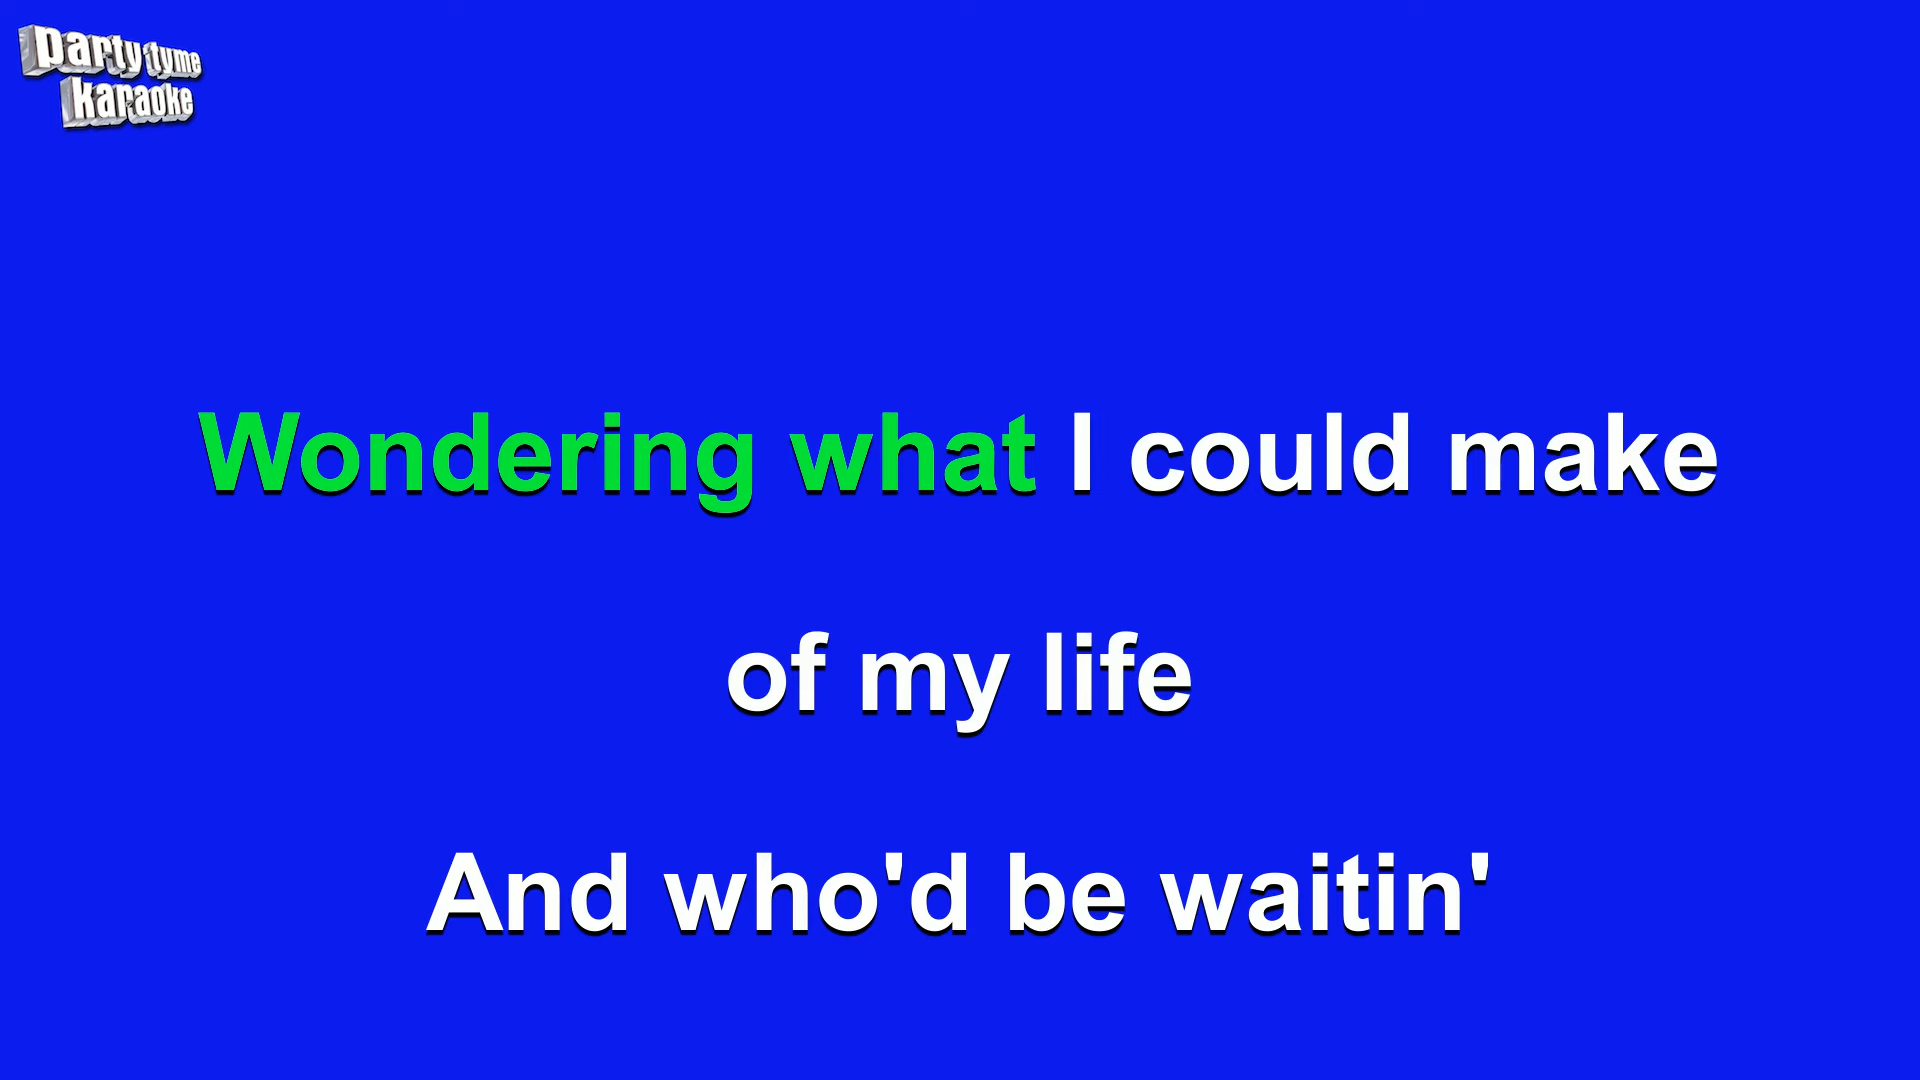 party tyme
karaoke
Wondering what I could make
of my life
And who'd be waitin'